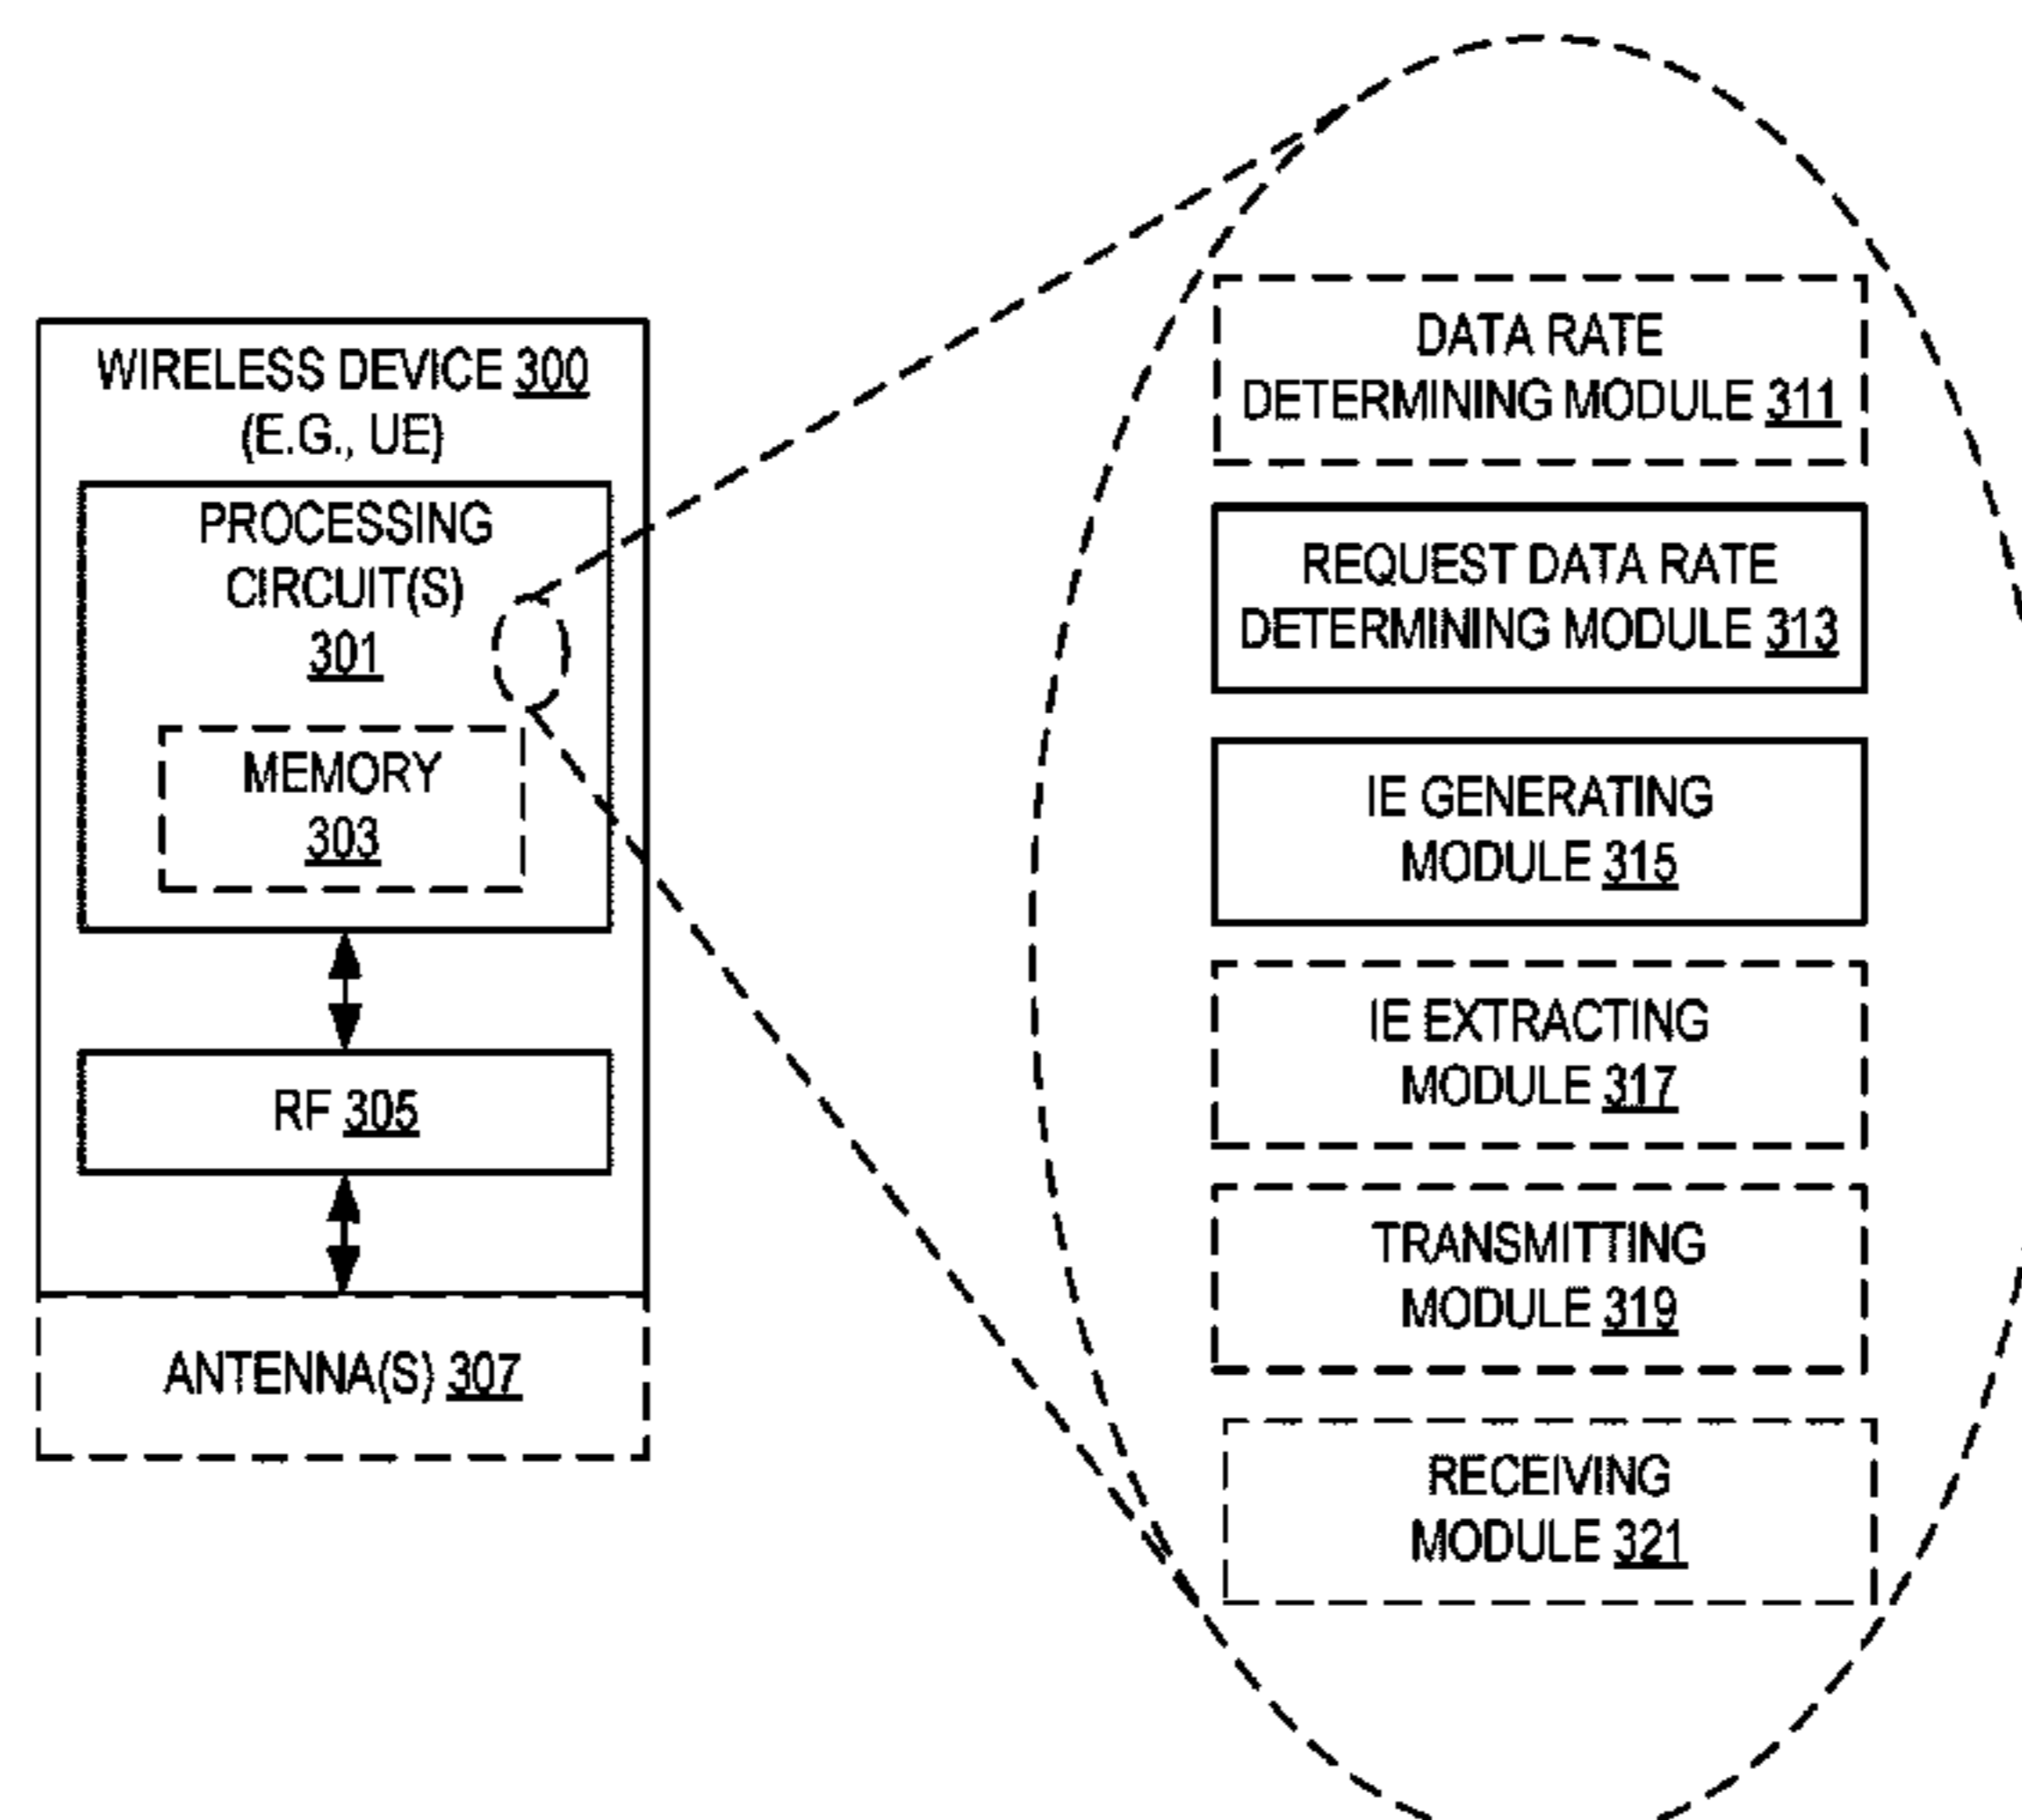 WIRELESS DEVICE 300
(E.G., UE)
PROCESSING
CIRCUIT(S)
301
MEMORY
303
RF 305
ANTENNA(S) 307
DATA RATE
DETERMINING MODULE 311
REQUEST DATA RATE
DETERMINING MODULE 313
IE GENERATING
MODULE 315
IE EXTRACTING
MODULE 317
TRANSMITTING
MODULE 319
RECEIVING
MODULE 321